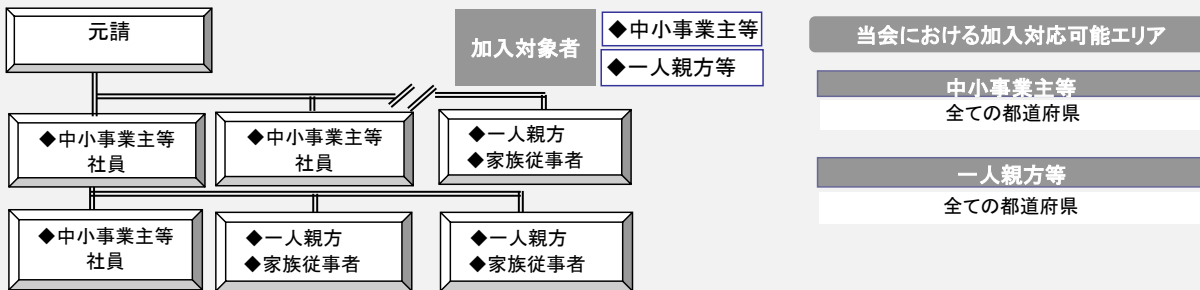 元請
加入対象者
◆中小事業主等
◆一人親方等
◆中小事業主等
社員
◆中小事業主等
社員
◆一人親方
◆家族従事者
◆中小事業主等
社員
◆一人親方
◆家族従事者
◆一人親方
◆家族従事者
当会における加入対応可能エリア
中小事業主等
全ての都道府県
一人親方等
全ての都道府県